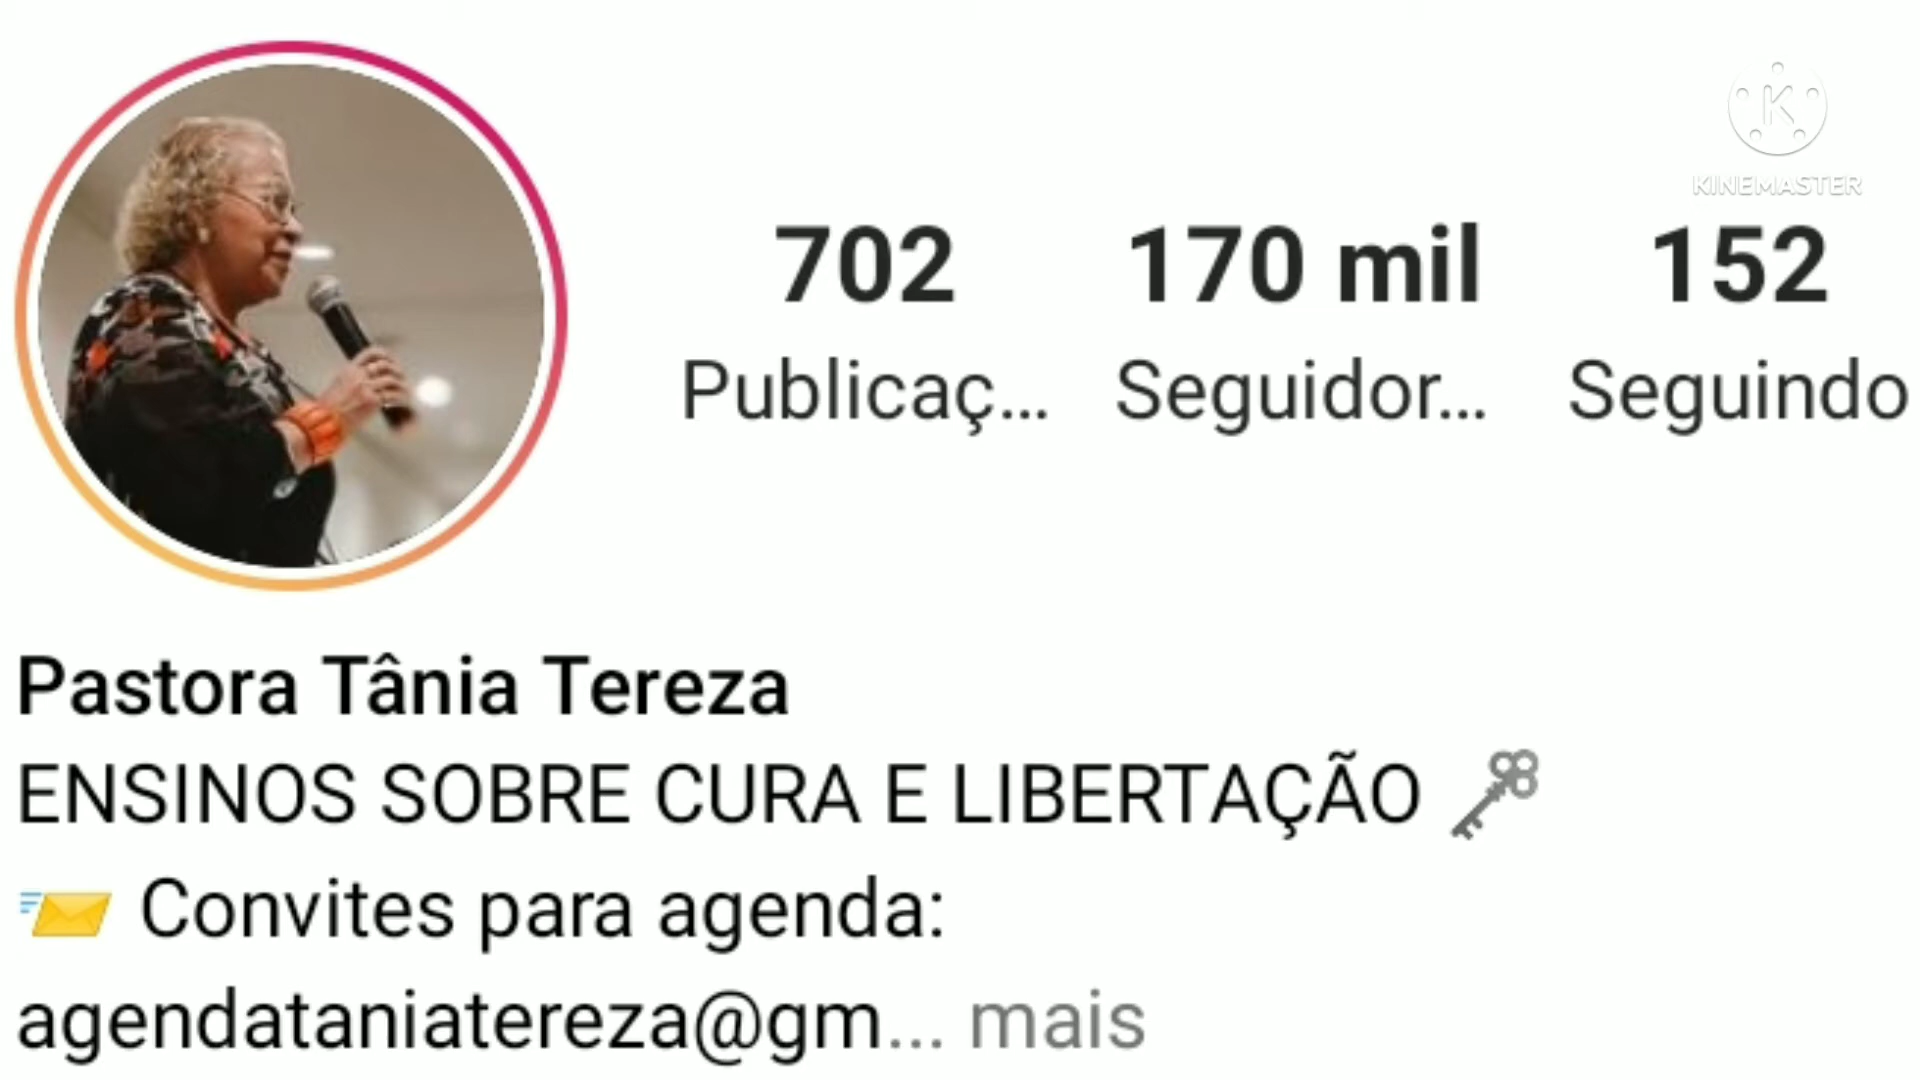 K
KINEMASTER
702 170 mil 152
Publicaç... Seguidor... Seguindo
Pastora Tânia Tereza
ENSINOS SOBRE CURA E LIBERTAÇÃO 🗝
📨 Convites para agenda:
agendataniatereza@gm... mais